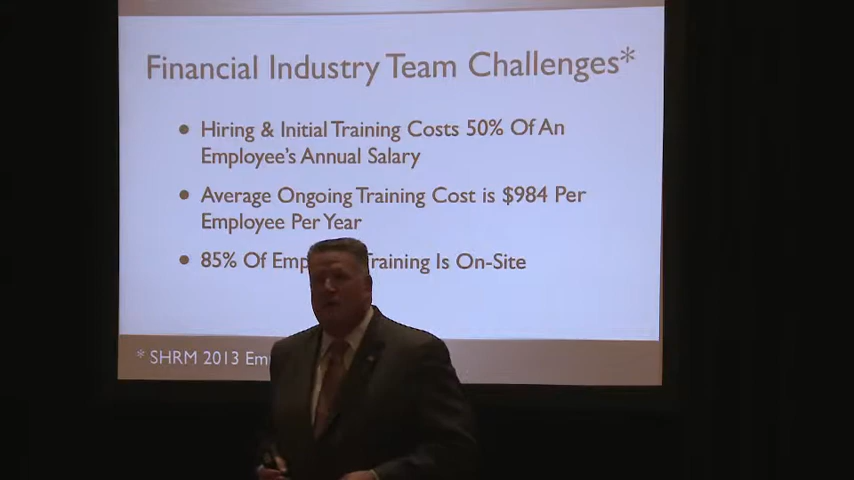 Financial Industry Team Challenges*
• Hiring & Initial Training Costs 50% Of An
Employee's Annual Salary
• Average Ongoing Training Cost is $984 Per
Employee Per Year
• 85% Of Emp Training Is On-Site
* SHRM 2013 Em